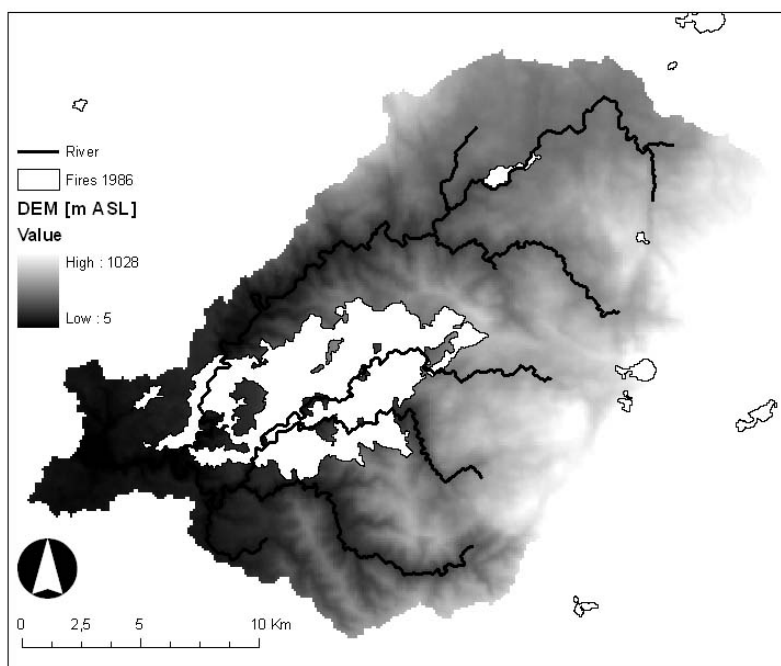 River
Fires 1986
DEM [m ASL]
Value
High : 1028
Low : 5
0 2,5 5 10 Km